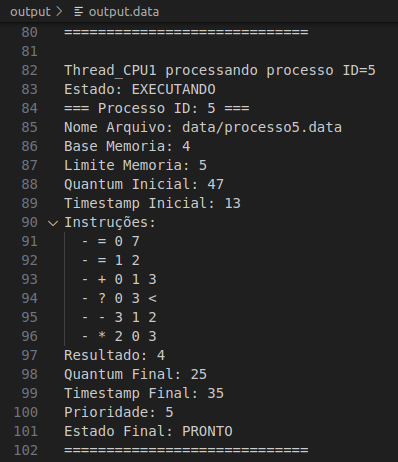 output > output.data
80 =============================
81
82 Thread_CPU1 processando processo ID=5
83 Estado: EXECUTANDO
84 === Processo ID: 5 ===
85 Nome Arquivo: data/processo5.data
86 Base Memoria: 4
87 Limite Memoria: 5
88 Quantum Inicial: 47
89 Timestamp Inicial: 13
90 Instruções:
91 - = 0 7
92 - = 1 2
93 - + 0 1 3
94 - ? 0 3 <
95 - - 3 1 2
96 - * 2 0 3
97 Resultado: 4
98 Quantum Final: 25
99 Timestamp Final: 35
100 Prioridade: 5
101 Estado Final: PRONTO
102 =============================